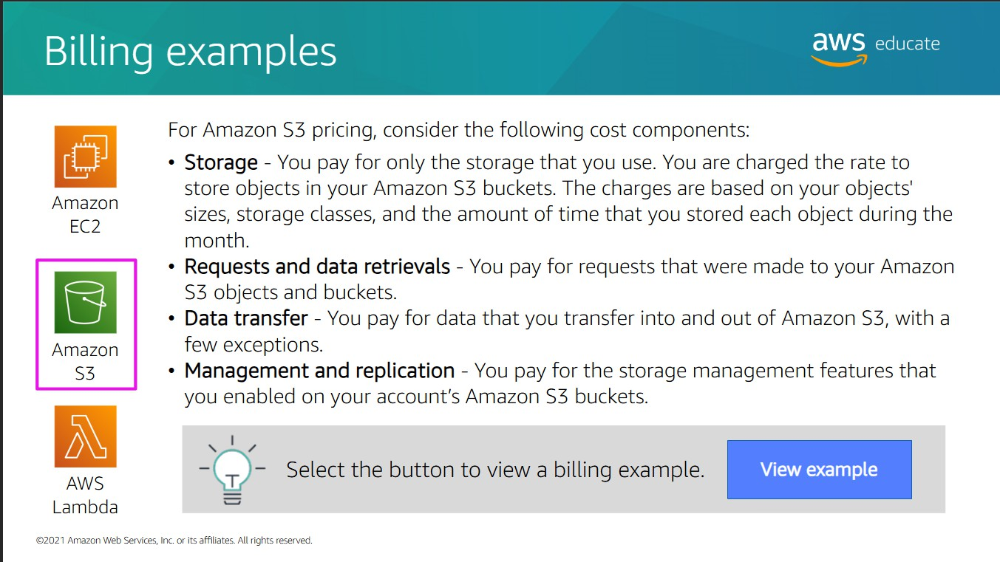 Billing examples
aws educate
Amazon
EC2
Amazon
S3
AWS
Lambda
For Amazon S3 pricing, consider the following cost components:
• Storage - You pay for only the storage that you use. You are charged the rate to
store objects in your Amazon S3 buckets. The charges are based on your objects'
sizes, storage classes, and the amount of time that you stored each object during the
month.
• Requests and data retrievals - You pay for requests that were made to your Amazon
S3 objects and buckets.
• Data transfer - You pay for data that you transfer into and out of Amazon S3, with a
few exceptions.
• Management and replication - You pay for the storage management features that
you enabled on your account’s Amazon S3 buckets.
Select the button to view a billing example.
View example
©2021 Amazon Web Services, Inc. or its affiliates. All rights reserved.